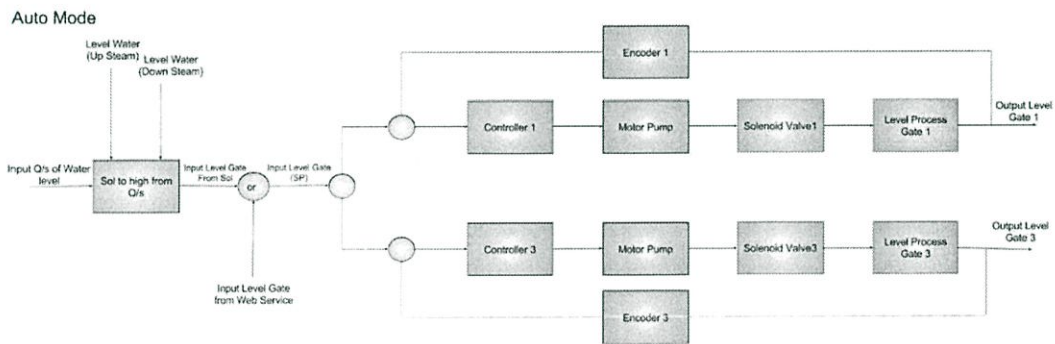 Auto Mode
Level Water
(Up Steam)
Level Water
(Down Steam)
Encoder 1
Controller 1
Motor Pump
Solenoid Valve1
Level Process
Gate 1
Output Level
Gate 1
Input Q/s of Water
level
Sol to high from
Q/s
Input Level Gate
From Sol
or
Input Level Gate
(SP)
Input Level Gate
from Web Service
Controller 3
Motor Pump
Solenoid Valve3
Level Process
Gate 3
Output Level
Gate 3
Encoder 3